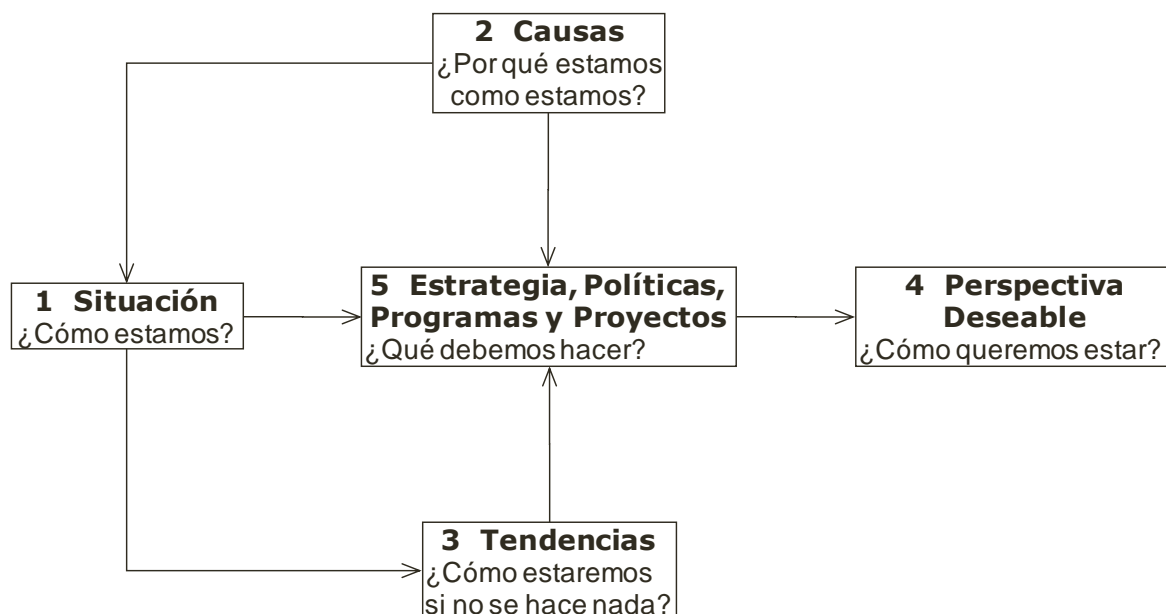 2 Causas
¿Por qué estamos
como estamos?
1 Situación
¿Cómo estamos?
5 Estrategia, Políticas,
Programas y Proyectos
¿Qué debemos hacer?
4 Perspectiva
Deseable
¿Cómo queremos estar?
3 Tendencias
¿Cómo estaremos
si no se hace nada?